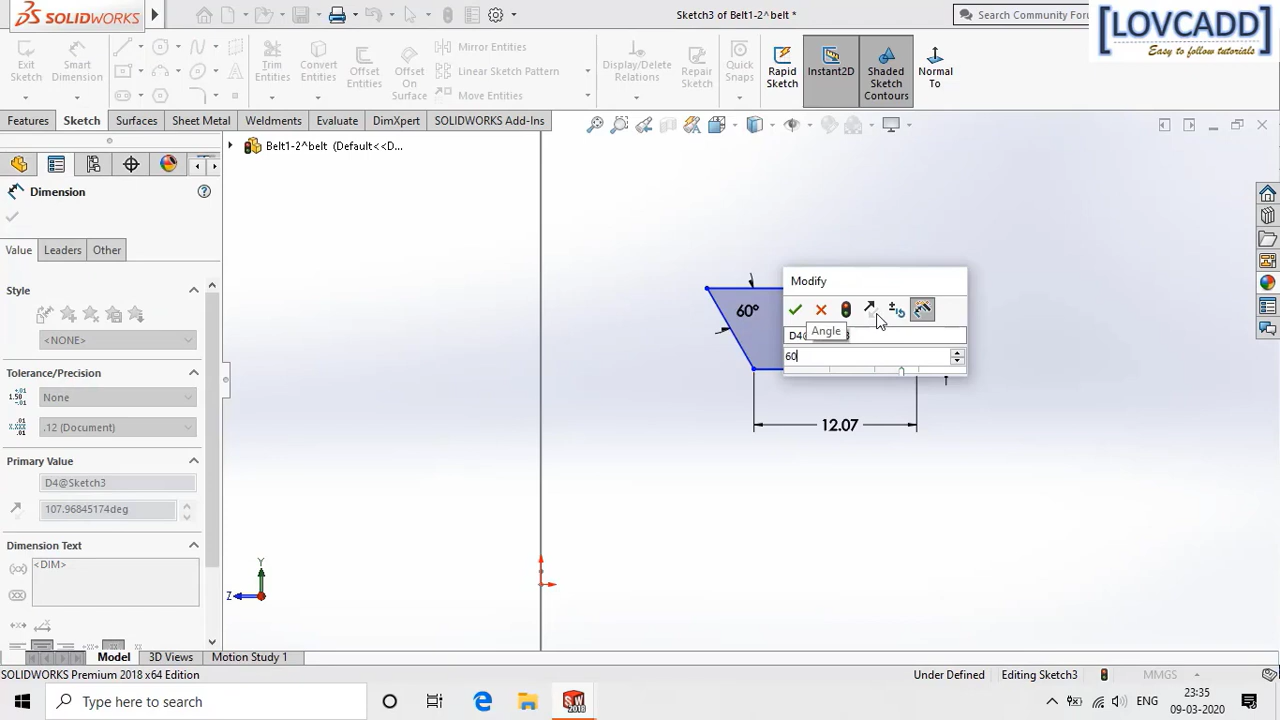 SOLIDWORKS
Sketch3 of Belt1-2^belt *
Search Community Foru
[LOVCADD]
Easy to follow tutorials
Exit Sketch
Smart Dimension
Trim Entities
Convert Entities
Offset Entities
Offset On Surface
Mirror Entities
Linear Sketch Pattern
Move Entities
Display/Delete Relations
Repair Sketch
Quick Snaps
Rapid Sketch
Instant2D
Shaded Sketch Contours
Normal To
Features Sketch Surfaces Sheet Metal Weldments Evaluate DimXpert SOLIDWORKS Add-Ins
Belt1-2^belt (Default<<D...
Dimension
Value Leaders Other
Style
<NONE>
Tolerance/Precision
None
.12 (Document)
Primary Value
D4@Sketch3
107.96845174deg
Dimension Text
<DIM>
60°
Modify
Angle
60
12.07
Y
Z
Model 3D Views Motion Study 1
SOLIDWORKS Premium 2018 x64 Edition
Under Defined
Editing Sketch3
MMGS
Type here to search
SW
2018
ENG
23:35
09-03-2020